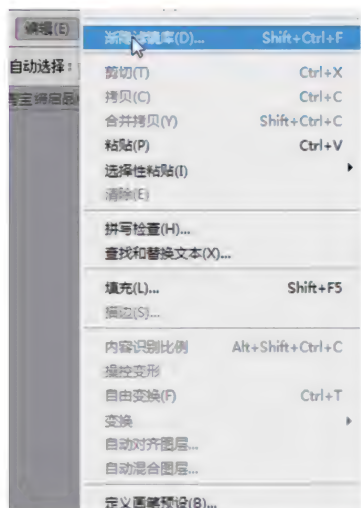 编辑(E)
渐隐滤镜库(D)... Shift+Ctrl+F
自动选择：
剪切(T) Ctrl+X
拷贝(C) Ctrl+C
合并拷贝(Y) Shift+Ctrl+C
粘贴(P) Ctrl+V
选择性粘贴(I)
清除(E)
拼写检查(H)...
查找和替换文本(X)...
填充(L)... Shift+F5
描边(S)...
内容识别比例 Alt+Shift+Ctrl+C
操控变形
自由变换(F) Ctrl+T
变换
自动对齐图层...
自动混合图层...
定义画笔预设(B)...